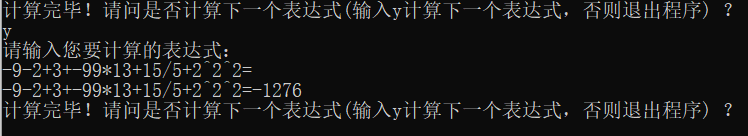 计算完毕！请问是否计算下一个表达式(输入y计算下一个表达式，否则退出程序) ？
y
请输入您要计算的表达式：
-9-2+3+-99*13+15/5+2^2^2=
-9-2+3+-99*13+15/5+2^2^2=-1276
计算完毕！请问是否计算下一个表达式(输入y计算下一个表达式，否则退出程序) ？